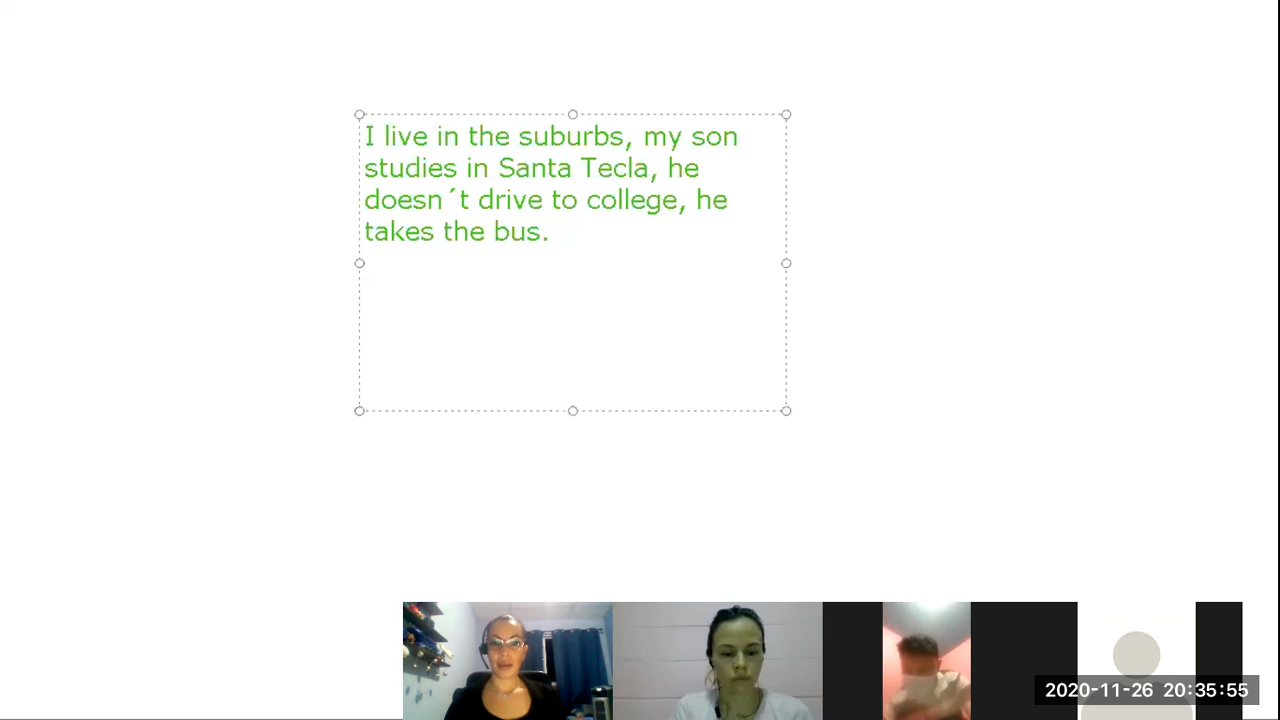 I live in the suburbs, my son
studies in Santa Tecla, he
doesn´t drive to college, he
takes the bus.
2020-11-26 20:35:55